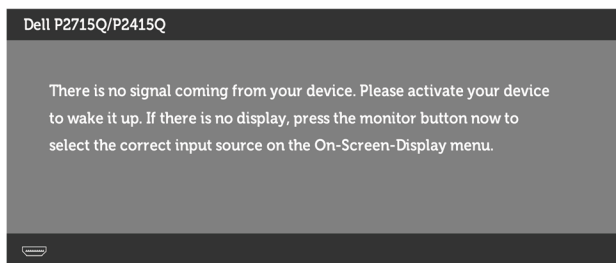 Dell P2715Q/P2415Q
There is no signal coming from your device. Please activate your device
to wake it up. If there is no display, press the monitor button now to
select the correct input source on the On-Screen-Display menu.